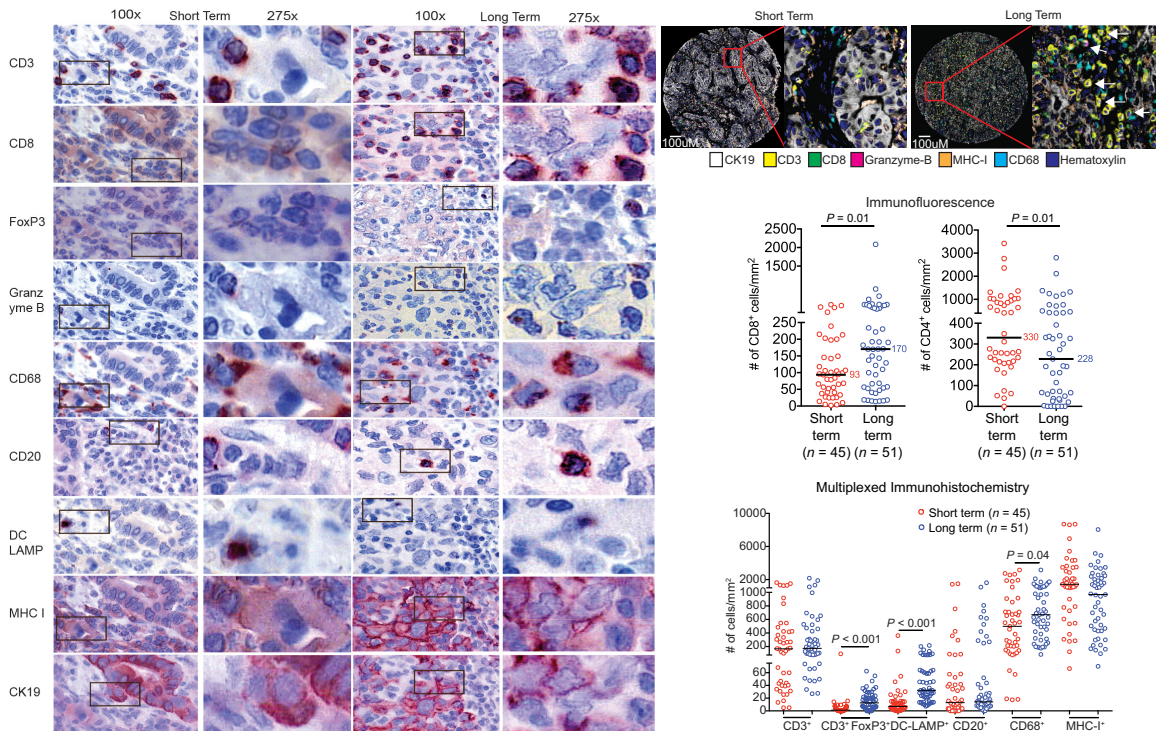 100x Short Term 275x 100x Long Term 275x
CD3
CD8
FoxP3
Granz
yme B
CD68
CD20
DC
LAMP
MHC I
CK19
Short Term Long Term
100uM 100uM
CK19 CD3 CD8 Granzyme-B MHC-I CD68 Hematoxylin
Immunofluorescence
P = 0.01
# of CD8+ cells/mm²
2500
1500
250
200
150
100
50
0
93
170
Short
term
(n = 45)
Long
term
(n = 51)
P = 0.01
# of CD4+ cells/mm²
4000
3000
2000
1000
400
300
200
100
0
330
228
Short
term
(n = 45)
Long
term
(n = 51)
Multiplexed Immunohistochemistry
Short term (n = 45)
Long term (n = 51)
# of cells/mm²
10000
6000
2000
1000
800
600
400
200
60
40
20
0
P < 0.001
P < 0.001
P = 0.04
CD3+ CD3+FoxP3+ DC-LAMP+ CD20+ CD68+ MHC-I+